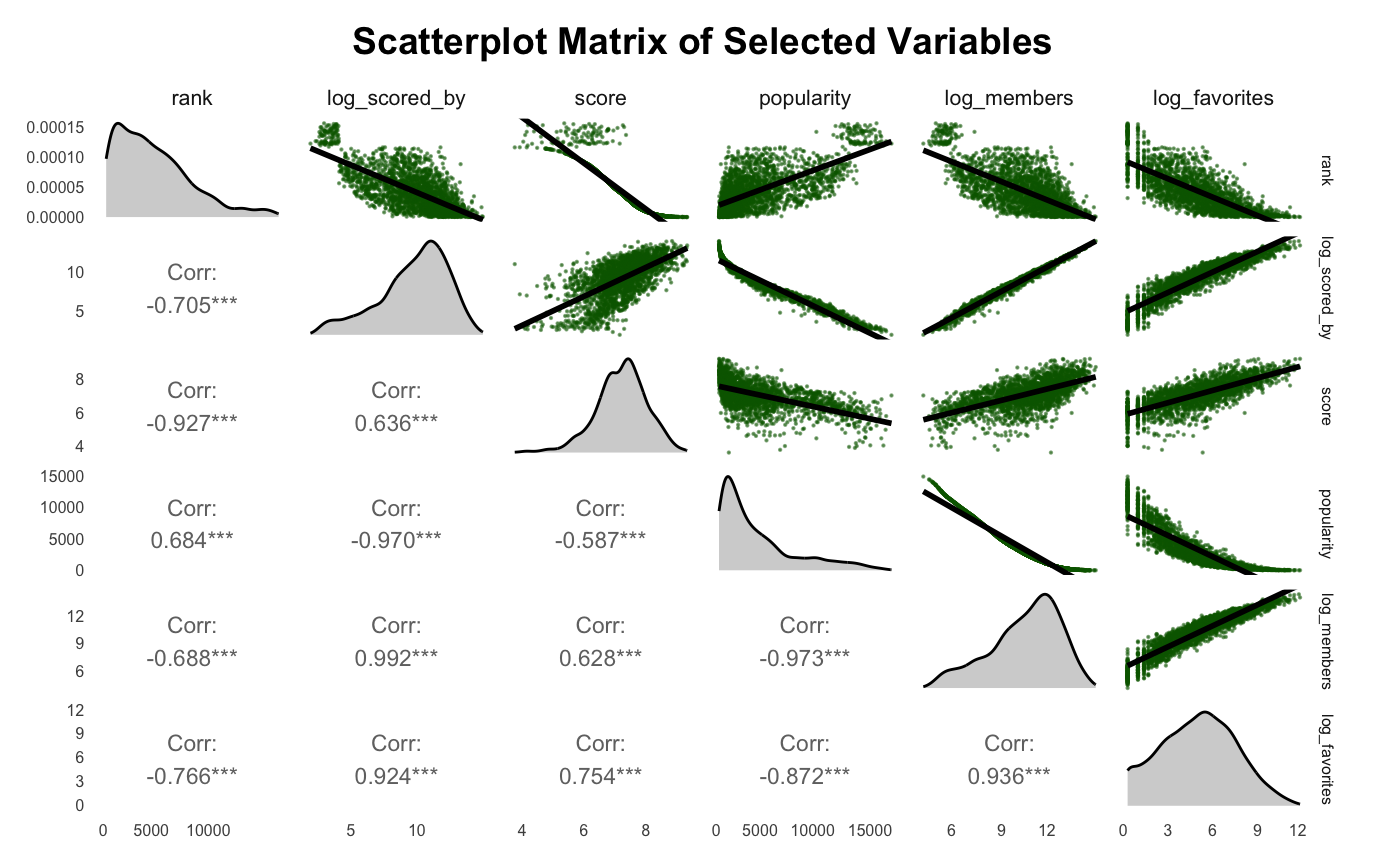 Scatterplot Matrix of Selected Variables
rank log_scored_by score popularity log_members log_favorites
0.00015
0.00010
0.00005
0.00000
rank
10
5
Corr:
-0.705***
log_scored_by
8
6
4
Corr: Corr:
-0.927*** 0.636***
score
15000
10000
5000
0
Corr: Corr: Corr:
0.684*** -0.970*** -0.587***
popularity
12
9
6
Corr: Corr: Corr: Corr:
-0.688*** 0.992*** 0.628*** -0.973***
log_members
12
9
6
3
0
Corr: Corr: Corr: Corr: Corr:
-0.766*** 0.924*** 0.754*** -0.872*** 0.936***
log_favorites
0 5000 10000 5 10 4 6 8 0 5000 10000 15000 6 9 12 0 3 6 9 12